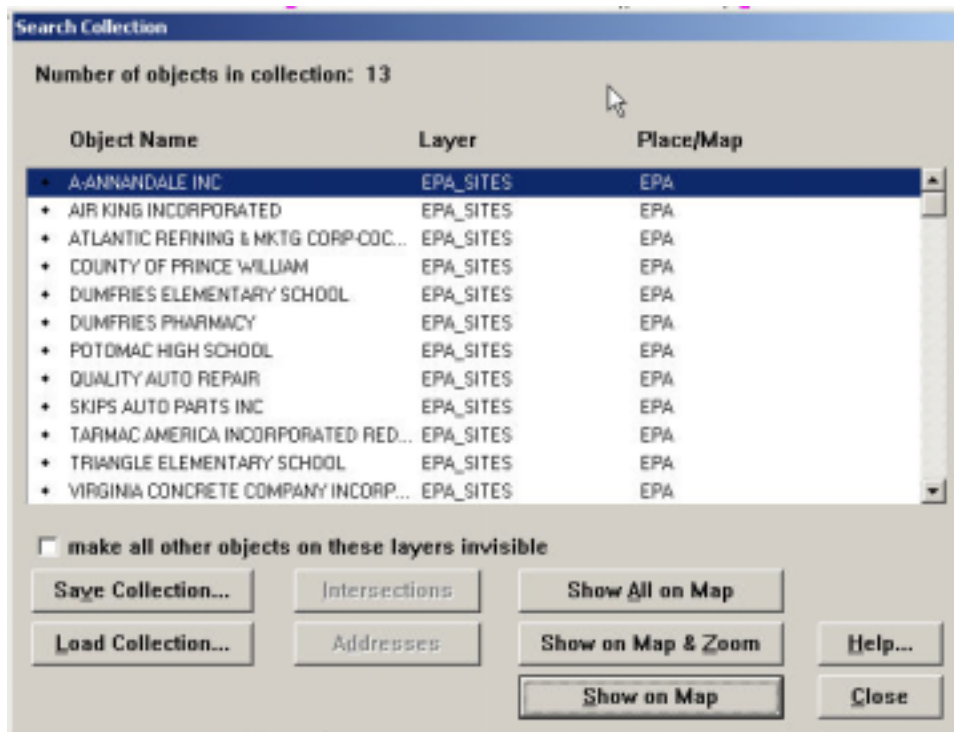 Search Collection
Number of objects in collection: 13
Object Name Layer Place/Map
A-ANNANDALE INC EPA_SITES EPA
AIR KING INCORPORATED EPA_SITES EPA
ATLANTIC REFINING & MKTG CORP-COC... EPA_SITES EPA
COUNTY OF PRINCE WILLIAM EPA_SITES EPA
DUMFRIES ELEMENTARY SCHOOL EPA_SITES EPA
DUMFRIES PHARMACY EPA_SITES EPA
POTOMAC HIGH SCHOOL EPA_SITES EPA
QUALITY AUTO REPAIR EPA_SITES EPA
SKIPS AUTO PARTS INC EPA_SITES EPA
TARMAC AMERICA INCORPORATED RED... EPA_SITES EPA
TRIANGLE ELEMENTARY SCHOOL EPA_SITES EPA
VIRGINIA CONCRETE COMPANY INCORP... EPA_SITES EPA
make all other objects on these layers invisible
Save Collection... Intersections Show All on Map
Load Collection... Addresses Show on Map & Zoom Help...
Show on Map Close